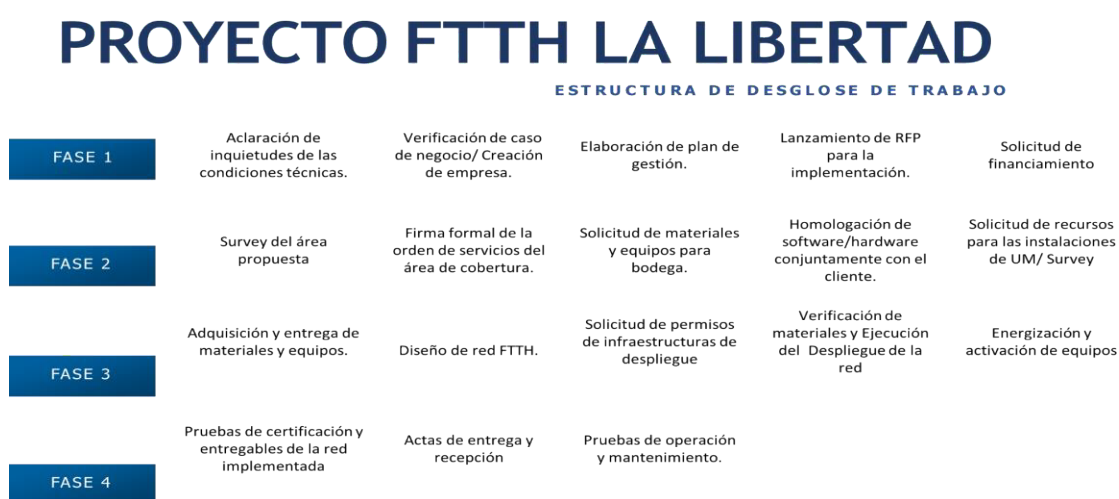 PROYECTO FTTH LA LIBERTAD
ESTRUCTURA DE DESGLOSE DE TRABAJO
FASE 1
Aclaración de
inquietudes de las
condiciones técnicas.
Verificación de caso
de negocio/ Creación
de empresa.
Elaboración de plan de
gestión.
Lanzamiento de RFP
para la
implementación.
Solicitud de
financiamiento
FASE 2
Survey del área
propuesta
Firma formal de la
orden de servicios del
área de cobertura.
Solicitud de materiales
y equipos para
bodega.
Homologación de
software/hardware
conjuntamente con el
cliente.
Solicitud de recursos
para las instalaciones
de UM/ Survey
FASE 3
Adquisición y entrega de
materiales y equipos.
Diseño de red FTTH.
Solicitud de permisos
de infraestructuras de
despliegue
Verificación de
materiales y Ejecución
del Despliegue de la
red
Energización y
activación de equipos
FASE 4
Pruebas de certificación y
entregables de la red
implementada
Actas de entrega y
recepción
Pruebas de operación
y mantenimiento.